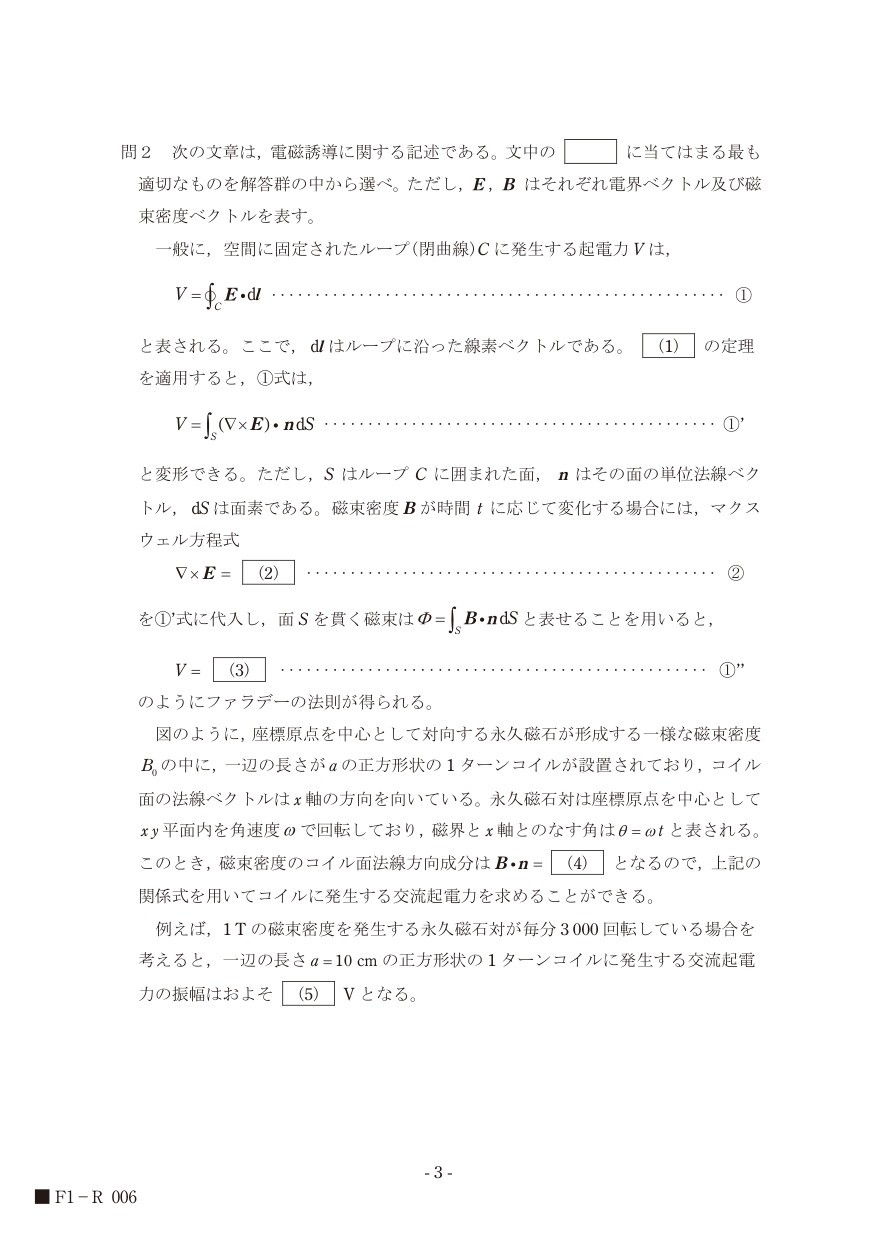 問２　次の文章は，電磁誘導に関する記述である。文中の　　　に当てはまる最も
適切なものを解答群の中から選べ。ただし，E，B はそれぞれ電界ベクトル及び磁
束密度ベクトルを表す。
一般に，空間に固定されたループ(閉曲線)C に発生する起電力 V は，
V = ∮_C E・dl ・・・・・・・・・・・・・・・・・・・・ ①
と表される。ここで，dl はループに沿った線素ベクトルである。 (1) の定理
を適用すると，①式は，
V = ∫_S (∇×E)・n dS ・・・・・・・・・・・・・・・・・・・・ ①’
と変形できる。ただし，S はループ C に囲まれた面， n はその面の単位法線ベク
トル， dS は面素である。磁束密度 B が時間 t に応じて変化する場合には，マクス
ウェル方程式
∇×E = (2) ・・・・・・・・・・・・・・・・・・・・ ②
を①’式に代入し，面 S を貫く磁束は Φ = ∫_S B・n dS と表せることを用いると，
V = (3) ・・・・・・・・・・・・・・・・・・・・ ①’’
のようにファラデーの法則が得られる。
図のように，座標原点を中心として対向する永久磁石が形成する一様な磁束密度
B₀ の中に，一辺の長さが a の正方形状の 1 ターンコイルが設置されており，コイル
面の法線ベクトルは x 軸の方向を向いている。永久磁石対は座標原点を中心として
xy 平面内を角速度 ω で回転しており，磁界と x 軸とのなす角は θ = ωt と表される。
このとき，磁束密度のコイル面法線方向成分は B・n = (4) となるので，上記の
関係式を用いてコイルに発生する交流起電力を求めることができる。
例えば，1 T の磁束密度を発生する永久磁石対が毎分 3 000 回転している場合を
考えると，一辺の長さ a = 10 cm の正方形状の 1 ターンコイルに発生する交流起電
力の振幅はおよそ (5) V となる。
- 3 -
■ F1－R 006